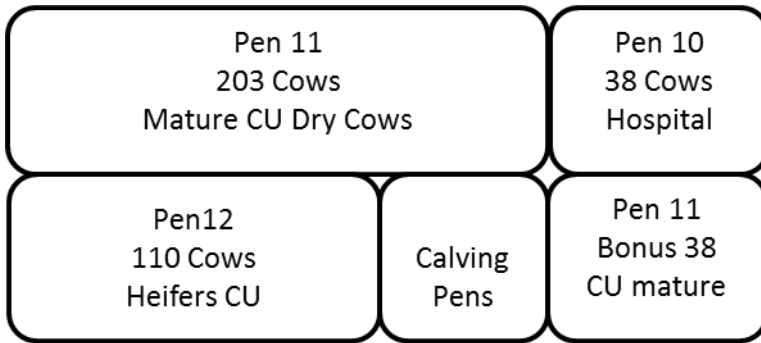 Pen 11
203 Cows
Mature CU Dry Cows
Pen 10
38 Cows
Hospital
Pen12
110 Cows
Heifers CU
Calving
Pens
Pen 11
Bonus 38
CU mature